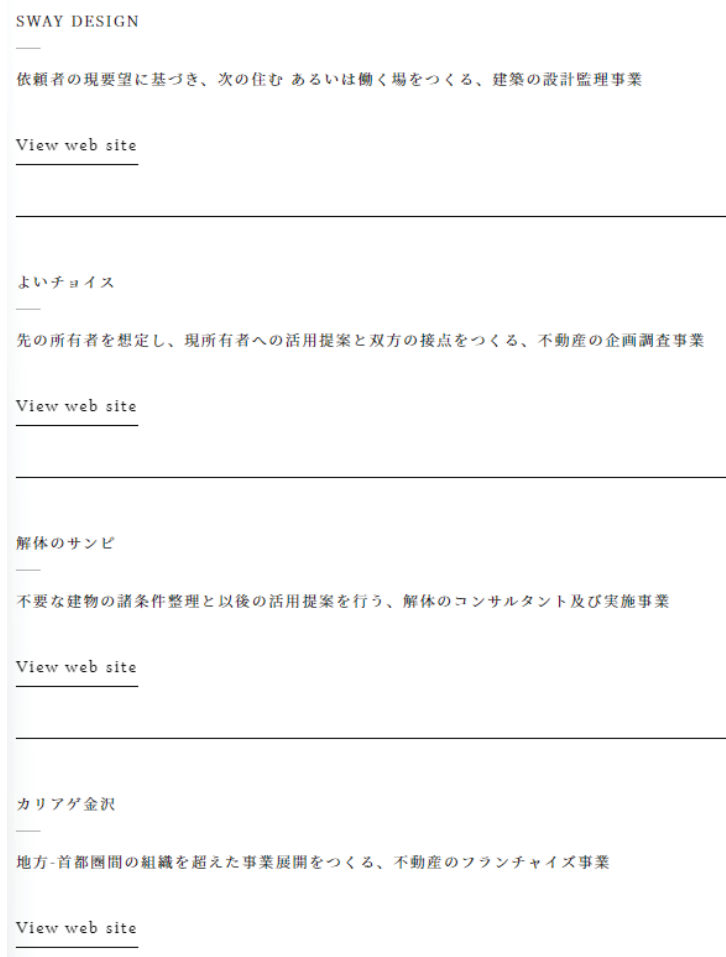 SWAY DESIGN
依頼者の現要望に基づき、次の住む あるいは働く場をつくる、建築の設計監理事業
View web site
よいチョイス
先の所有者を想定し、現所有者への活用提案と双方の接点をつくる、不動産の企画調査事業
View web site
解体のサンピ
不要な建物の諸条件整理と以後の活用提案を行う、解体のコンサルタント及び実施事業
View web site
カリアゲ金沢
地方-首都圏間の組織を超えた事業展開をつくる、不動産のフランチャイズ事業
View web site